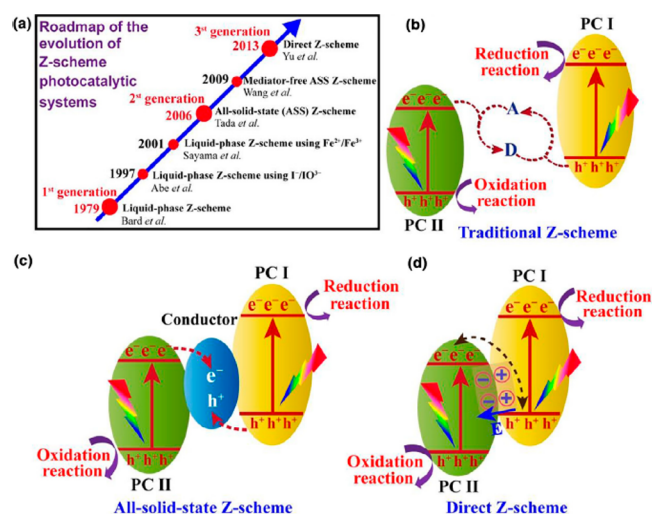 (a)
Roadmap of the
evolution of
Z-scheme
photocatalytic
systems
3rd generation
2013
Direct Z-scheme
Yu et al.
2009
Mediator-free ASS Z-scheme
Wang et al.
2nd generation
2006
All-solid-state (ASS) Z-scheme
Tada et al.
2001
Liquid-phase Z-scheme using Fe²⁺/Fe³⁺
Sayama et al.
1997
Liquid-phase Z-scheme using I⁻/IO³⁻
Abe et al.
1st generation
1979
Liquid-phase Z-scheme
Bard et al.
(b)
PC I
Reduction
reaction
e⁻ e⁻ e⁻
e⁻ e⁻ e⁻
A
D
h⁺ h⁺ h⁺
h⁺ h⁺ h⁺
Oxidation
reaction
PC II
Traditional Z-scheme
(c)
PC I
Reduction
reaction
Conductor
e⁻ e⁻ e⁻
e⁻ e⁻ e⁻
e⁻
h⁺
h⁺ h⁺ h⁺
h⁺ h⁺ h⁺
Oxidation
reaction
PC II
All-solid-state Z-scheme
(d)
PC I
Reduction
reaction
e⁻ e⁻ e⁻
e⁻ e⁻ e⁻
− +
− +
E
h⁺ h⁺ h⁺
h⁺ h⁺ h⁺
Oxidation
reaction
PC II
Direct Z-scheme